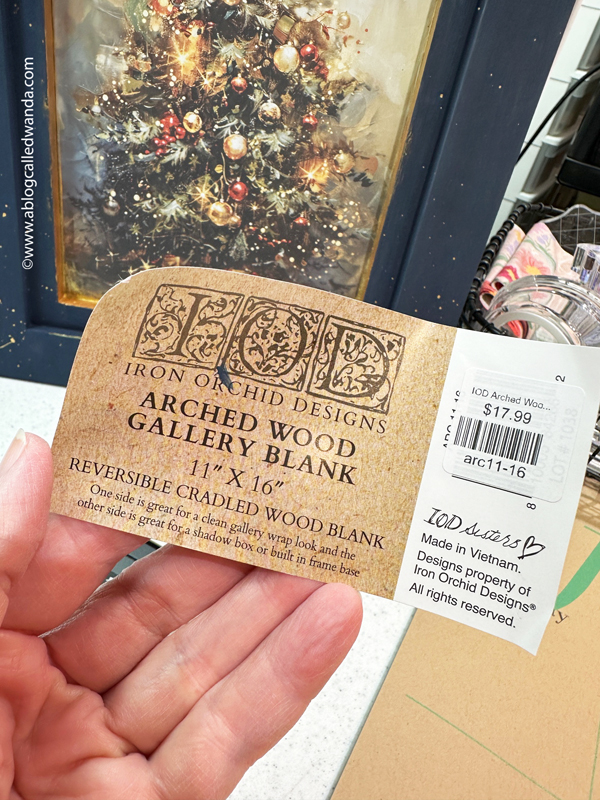 ©www.ablogcalledwanda.com
IOD
IRON ORCHID DESIGNS
ARCHED WOOD
GALLERY BLANK
11" X 16"
REVERSIBLE CRADLED WOOD BLANK
One side is great for a clean gallery wrap look and the
other side is great for a shadow box or built in frame base
IOD Arched Woo...
$17.99
arc11-16
2
8
IOD sisters
Made in Vietnam.
Designs property of
Iron Orchid Designs®
All rights reserved.